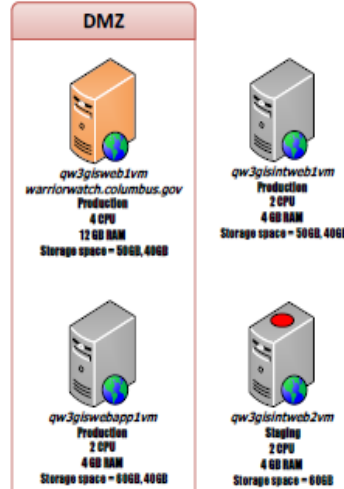 DMZ
qw3gisweb1vm
warriorwatch.columbus.gov
Production
4 CPU
12 GB RAM
Storage space = 50GB, 40GB
qw3gisintweb1vm
Production
2 CPU
4 GB RAM
Storage space = 50GB, 40GB
qw3giswebapp1vm
Production
2 CPU
4 GB RAM
Storage space = 60GB, 40GB
qw3gisintweb2vm
Staging
2 CPU
4 GB RAM
Storage space = 60GB